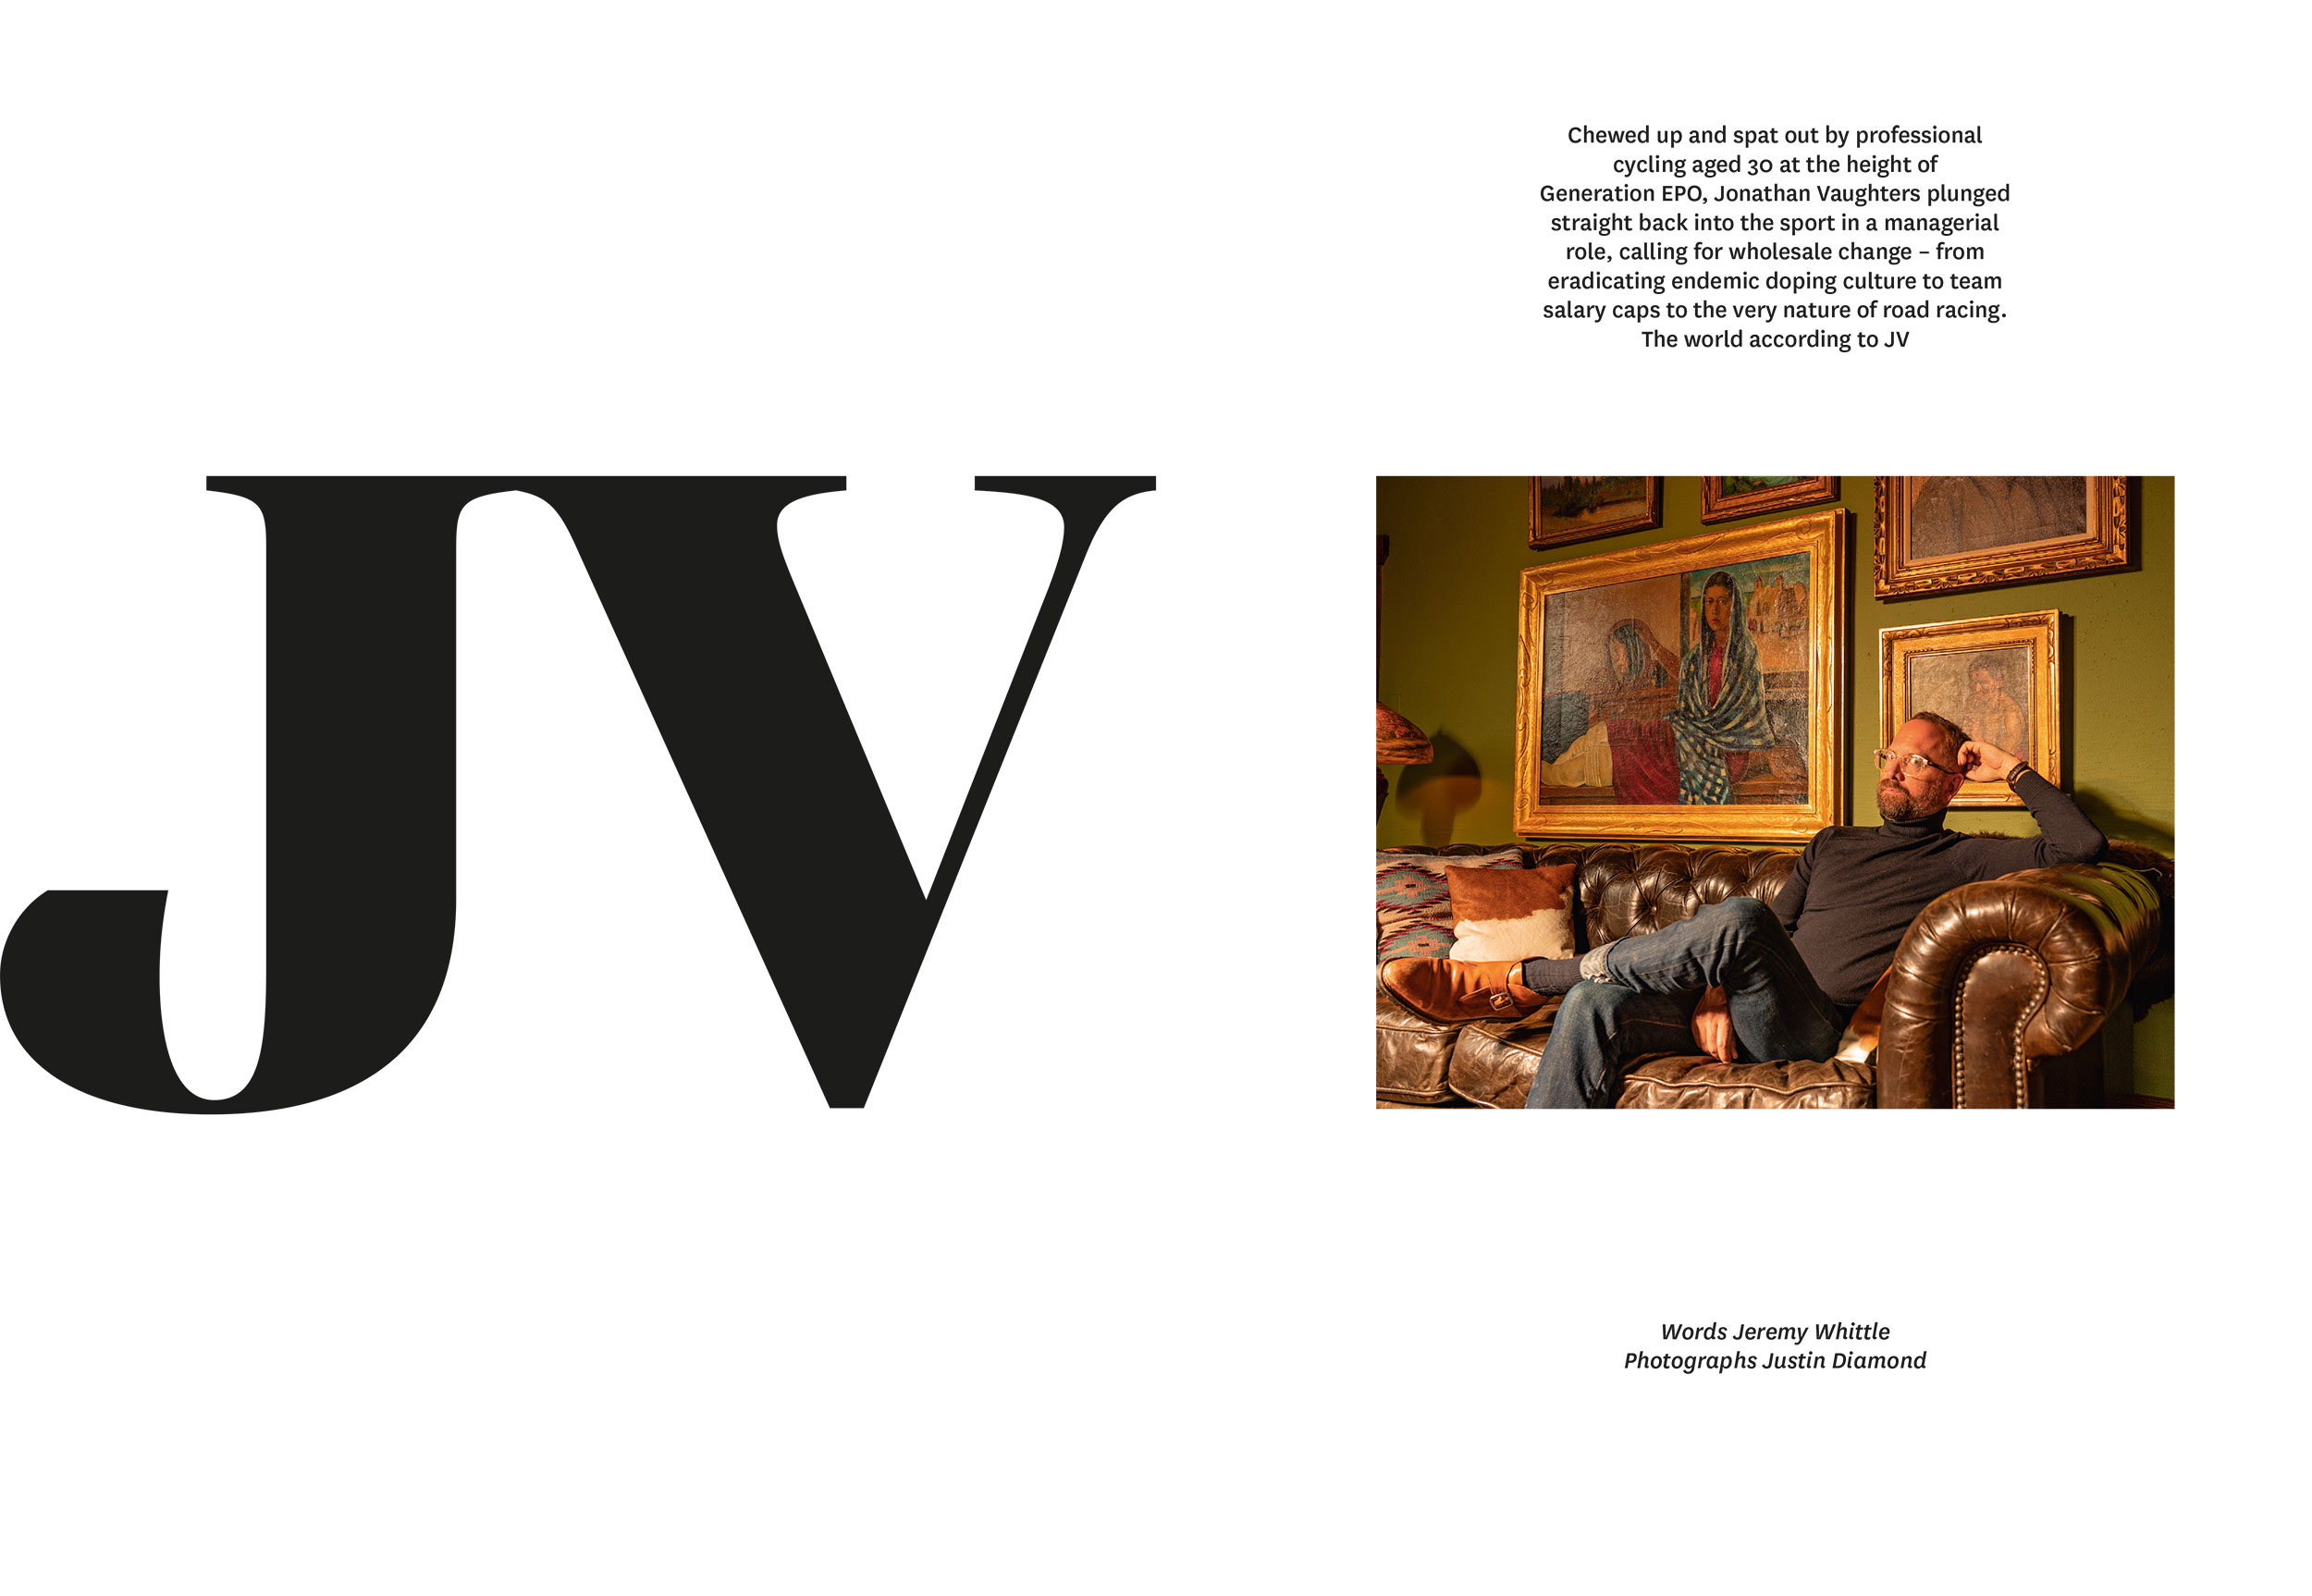 JV
Chewed up and spat out by professional
cycling aged 30 at the height of
Generation EPO, Jonathan Vaughters plunged
straight back into the sport in a managerial
role, calling for wholesale change – from
eradicating endemic doping culture to team
salary caps to the very nature of road racing.
The world according to JV
Words Jeremy Whittle
Photographs Justin Diamond